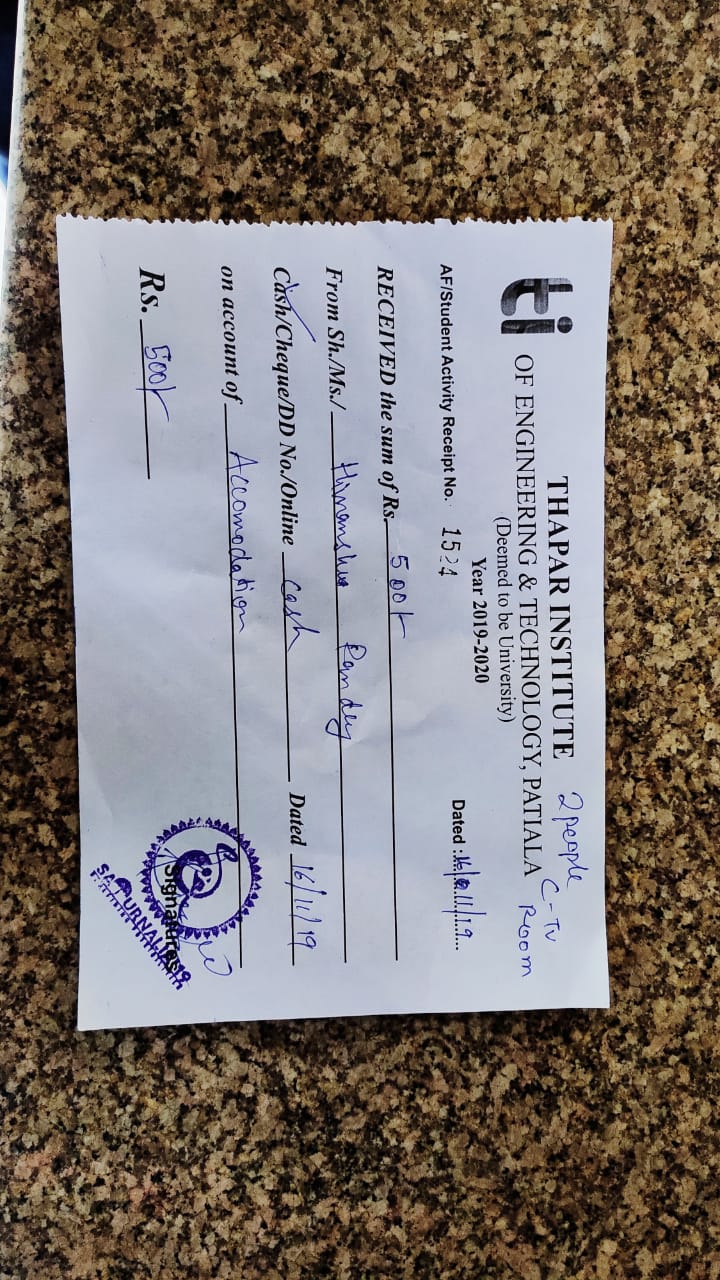 ti
THAPAR INSTITUTE
OF ENGINEERING & TECHNOLOGY, PATIALA
(Deemed to be University)
2 people
C-TV
Room
Year 2019-2020
AF/Student Activity Receipt No. 1524
Dated :16/11/19
RECEIVED the sum of Rs. 500/-
From Sh./Ms./ Himanshu Pandey
Cash/Cheque/DD No./Online cash Dated 16/11/19
on account of Accomodation
Rs. 500/-
Signatures
SATURNALIA'19